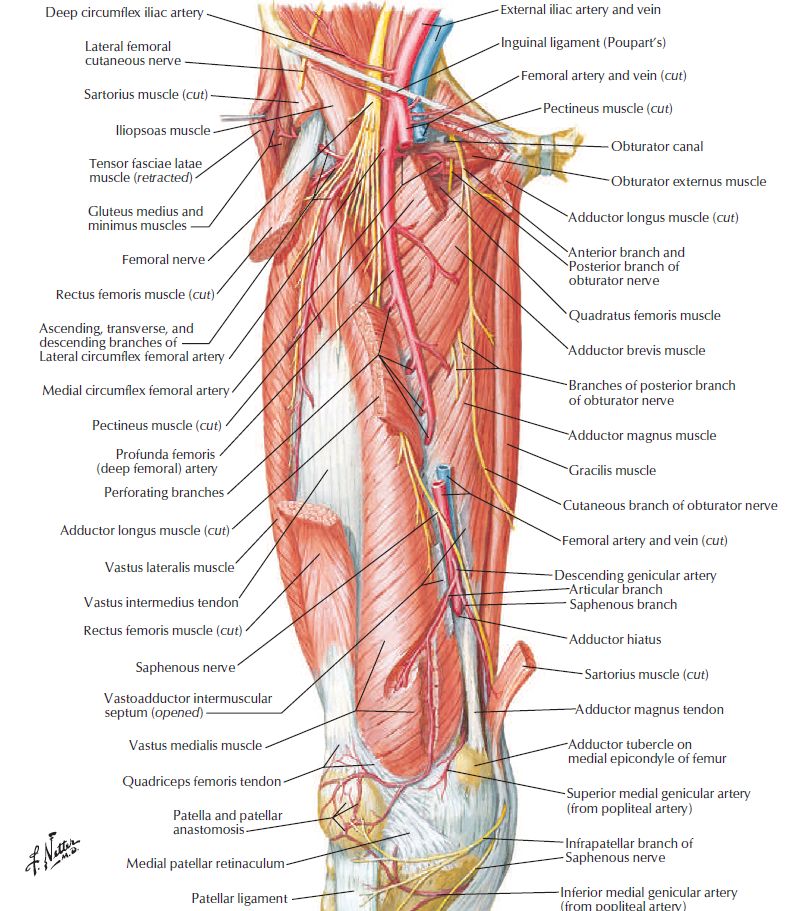 Deep circumflex iliac artery
Lateral femoral
cutaneous nerve
Sartorius muscle (cut)
Iliopsoas muscle
Tensor fasciae latae
muscle (retracted)
Gluteus medius and
minimus muscles
Femoral nerve
Rectus femoris muscle (cut)
Ascending, transverse, and
descending branches of
Lateral circumflex femoral artery
Medial circumflex femoral artery
Pectineus muscle (cut)
Profunda femoris
(deep femoral) artery
Perforating branches
Adductor longus muscle (cut)
Vastus lateralis muscle
Vastus intermedius tendon
Rectus femoris muscle (cut)
Saphenous nerve
Vastoadductor intermuscular
septum (opened)
Vastus medialis muscle
Quadriceps femoris tendon
Patella and patellar
anastomosis
Medial patellar retinaculum
Patellar ligament
External iliac artery and vein
Inguinal ligament (Poupart's)
Femoral artery and vein (cut)
Pectineus muscle (cut)
Obturator canal
Obturator externus muscle
Adductor longus muscle (cut)
Anterior branch and
Posterior branch of
obturator nerve
Quadratus femoris muscle
Adductor brevis muscle
Branches of posterior branch
of obturator nerve
Adductor magnus muscle
Gracilis muscle
Cutaneous branch of obturator nerve
Femoral artery and vein (cut)
Descending genicular artery
Articular branch
Saphenous branch
Adductor hiatus
Sartorius muscle (cut)
Adductor magnus tendon
Adductor tubercle on
medial epicondyle of femur
Superior medial genicular artery
(from popliteal artery)
Infrapatellar branch of
Saphenous nerve
Inferior medial genicular artery
(from popliteal artery)
F. Netter
M.D.